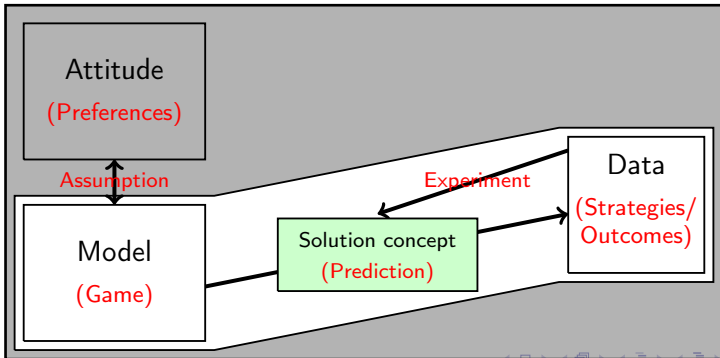 Attitude
(Preferences)
Assumption
Model
(Game)
Solution concept
(Prediction)
Experiment
Data
(Strategies/
Outcomes)